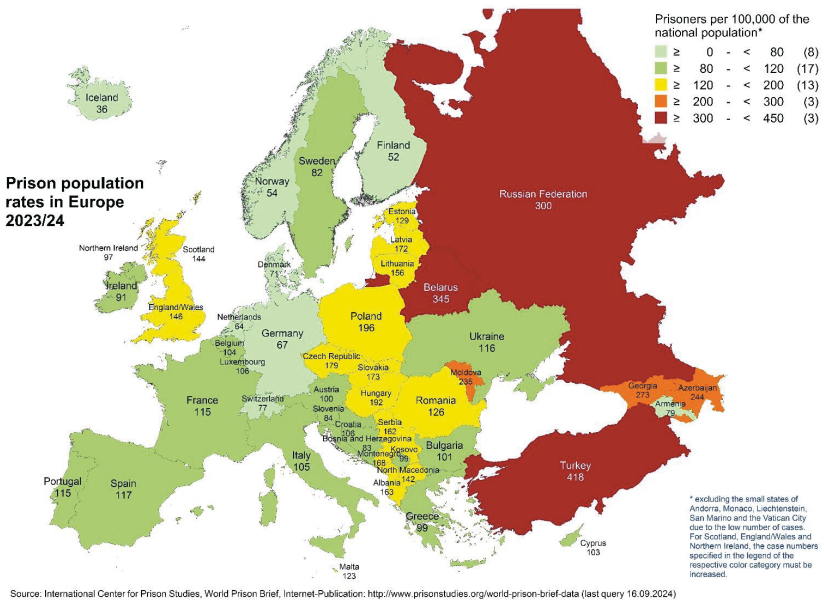 Prisoners per 100,000 of the
national population*
≥ 0 - < 80 (8)
≥ 80 - < 120 (17)
≥ 120 - < 200 (13)
≥ 200 - < 300 (3)
≥ 300 - < 450 (3)
Prison population
rates in Europe
2023/24
Iceland
36
Norway
54
Sweden
82
Finland
52
Russian Federation
300
Estonia
129
Latvia
172
Lithuania
156
Belarus
345
Northern Ireland
97
Scotland
144
Ireland
91
England/Wales
146
Denmark
71
Netherlands
64
Belgium
104
Luxembourg
106
Germany
67
Poland
196
Ukraine
116
Czech Republic
179
Slovakia
173
Moldova
235
Austria
100
Hungary
192
Romania
126
Switzerland
77
Slovenia
84
Croatia
106
Bosnia and Herzegovina
83
Serbia
162
Kosovo
99
Montenegro
168
North Macedonia
142
Albania
163
Bulgaria
101
Greece
99
France
115
Italy
105
Portugal
115
Spain
117
Malta
123
Cyprus
103
Turkey
418
Georgia
273
Azerbaijan
244
Armenia
79
* excluding the small states of
Andorra, Monaco, Liechtenstein,
San Marino and the Vatican City
due to the low number of cases.
For Scotland, England/Wales and
Northern Ireland, the case numbers
specified in the legend of the
respective color category must be
increased.
Source: International Center for Prison Studies, World Prison Brief, Internet-Publication: http://www.prisonstudies.org/world-prison-brief-data (last query 16.09.2024)